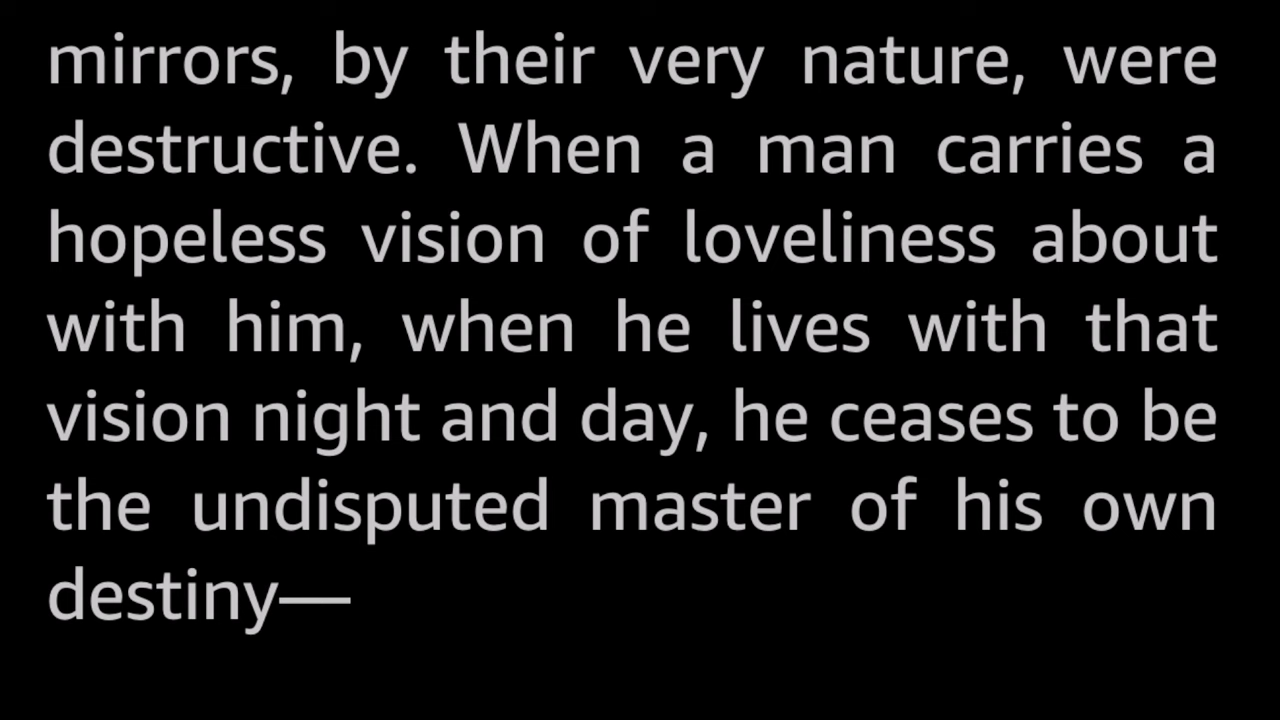 mirrors, by their very nature, were
destructive. When a man carries a
hopeless vision of loveliness about
with him, when he lives with that
vision night and day, he ceases to be
the undisputed master of his own
destiny—